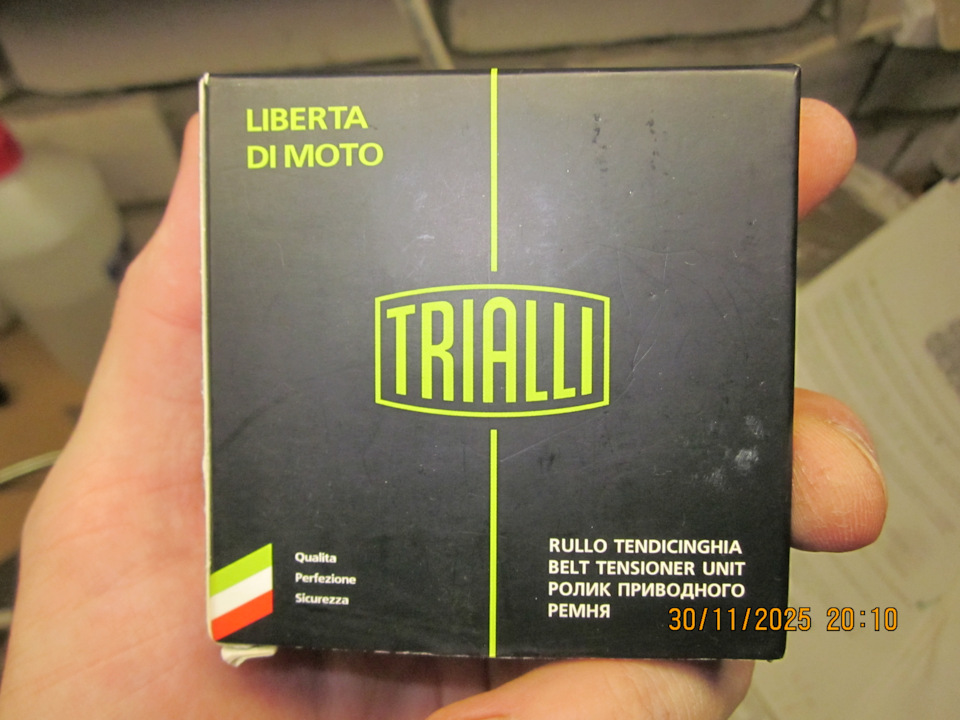 LIBERTA
DI MOTO
TRIALLI
Qualita
Perfezione
Sicurezza
RULLO TENDICINGHIA
BELT TENSIONER UNIT
РОЛИК ПРИВОДНОГО
РЕМНЯ
30/11/2025 20:10